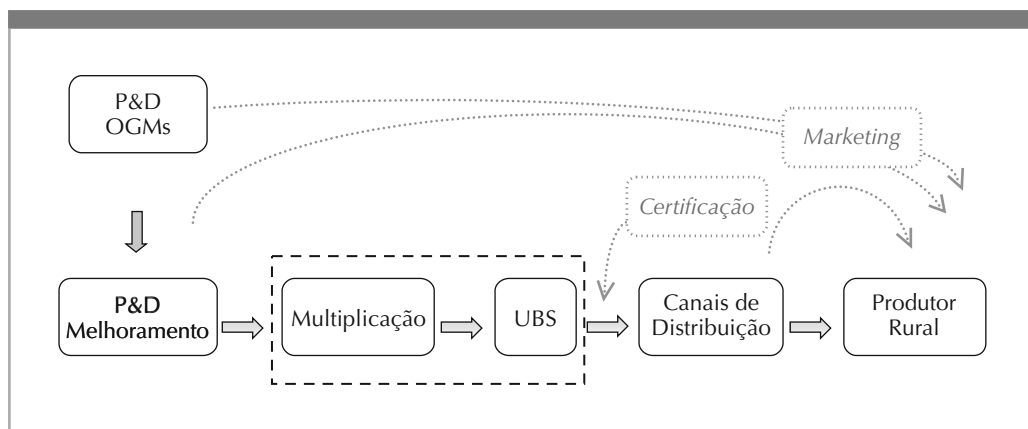 P&D
OGMs
Marketing
Certificação
P&D
Melhoramento
Multiplicação
UBS
Canais de
Distribuição
Produtor
Rural